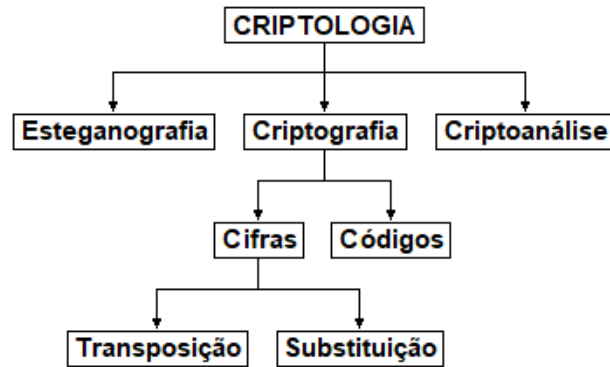 CRIPTOLOGIA
Esteganografia
Criptografia
Criptoanálise
Cifras
Códigos
Transposição
Substituição